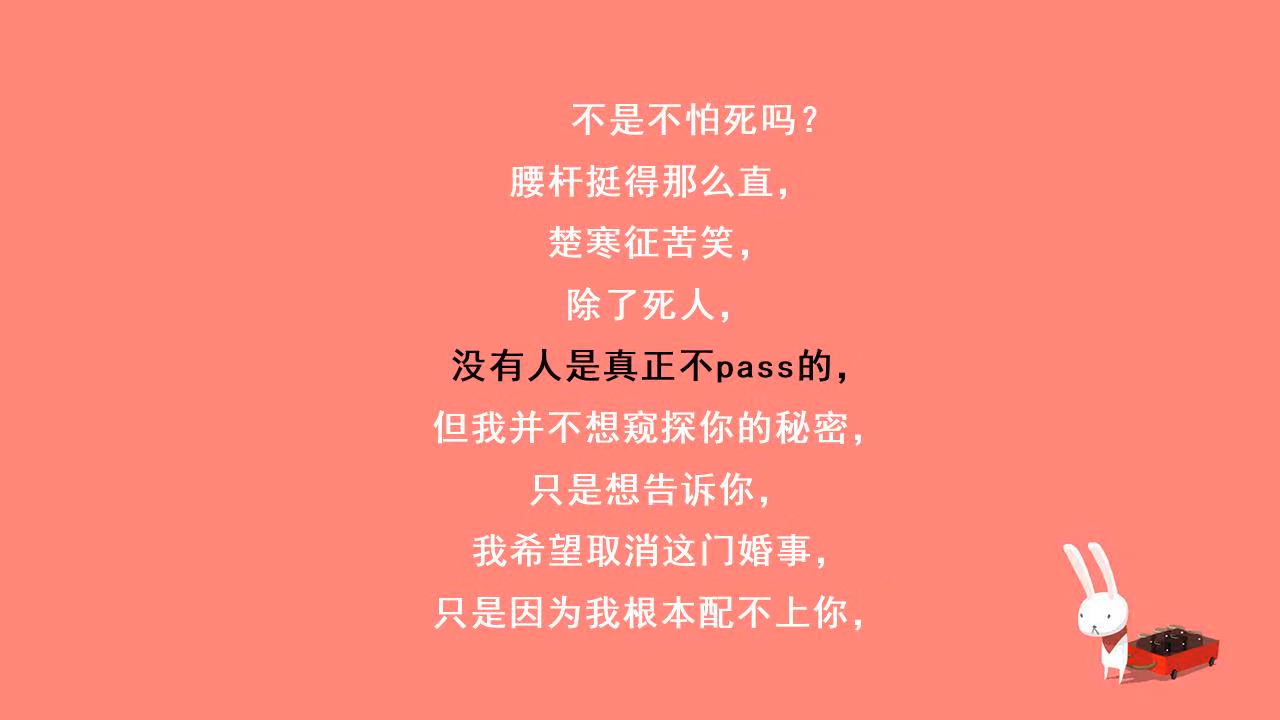 不是不怕死吗？
腰杆挺得那么直，
楚寒征苦笑，
除了死人，
没有人是真正不pass的，
但我并不想窥探你的秘密，
只是想告诉你，
我希望取消这门婚事，
只是因为我根本配不上你，